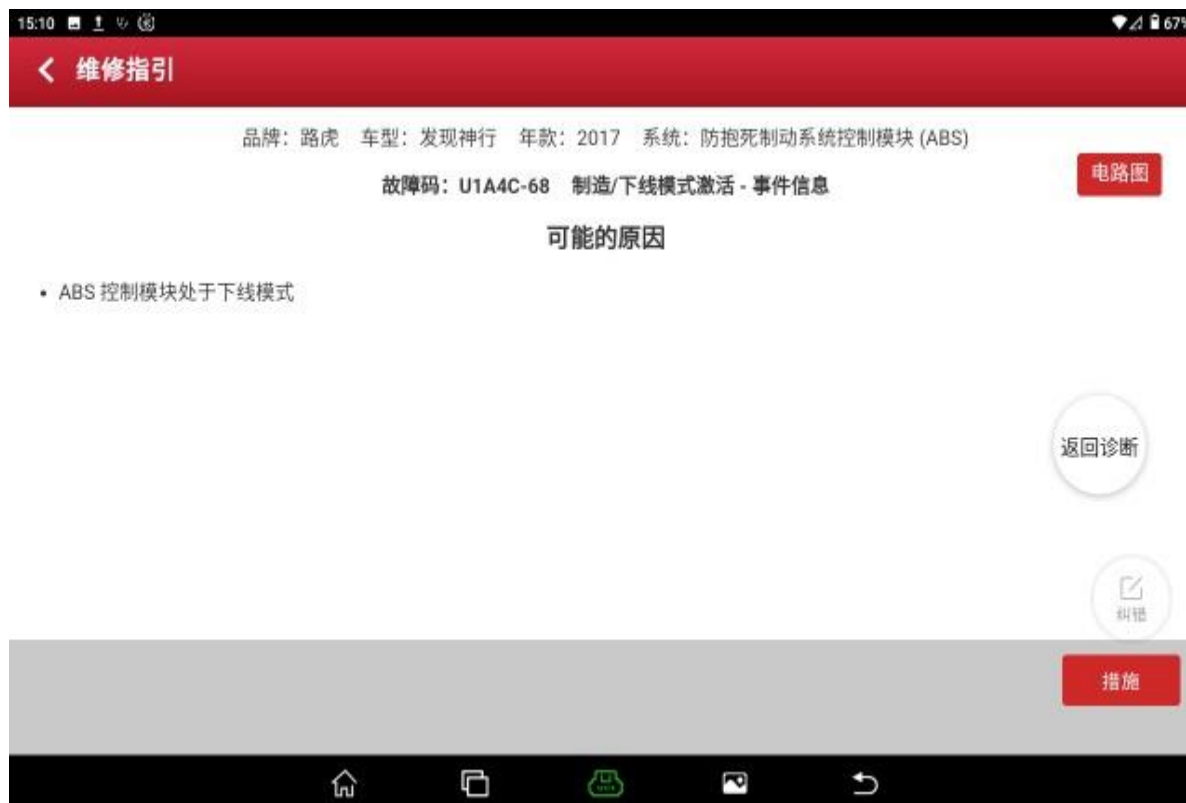 15:10 67%
维修指引
品牌：路虎 车型：发现神行 年款：2017 系统：防抱死制动系统控制模块 (ABS)
故障码：U1A4C-68 制造/下线模式激活 - 事件信息
电路图
可能的原因
• ABS 控制模块处于下线模式
返回诊断
纠错
措施